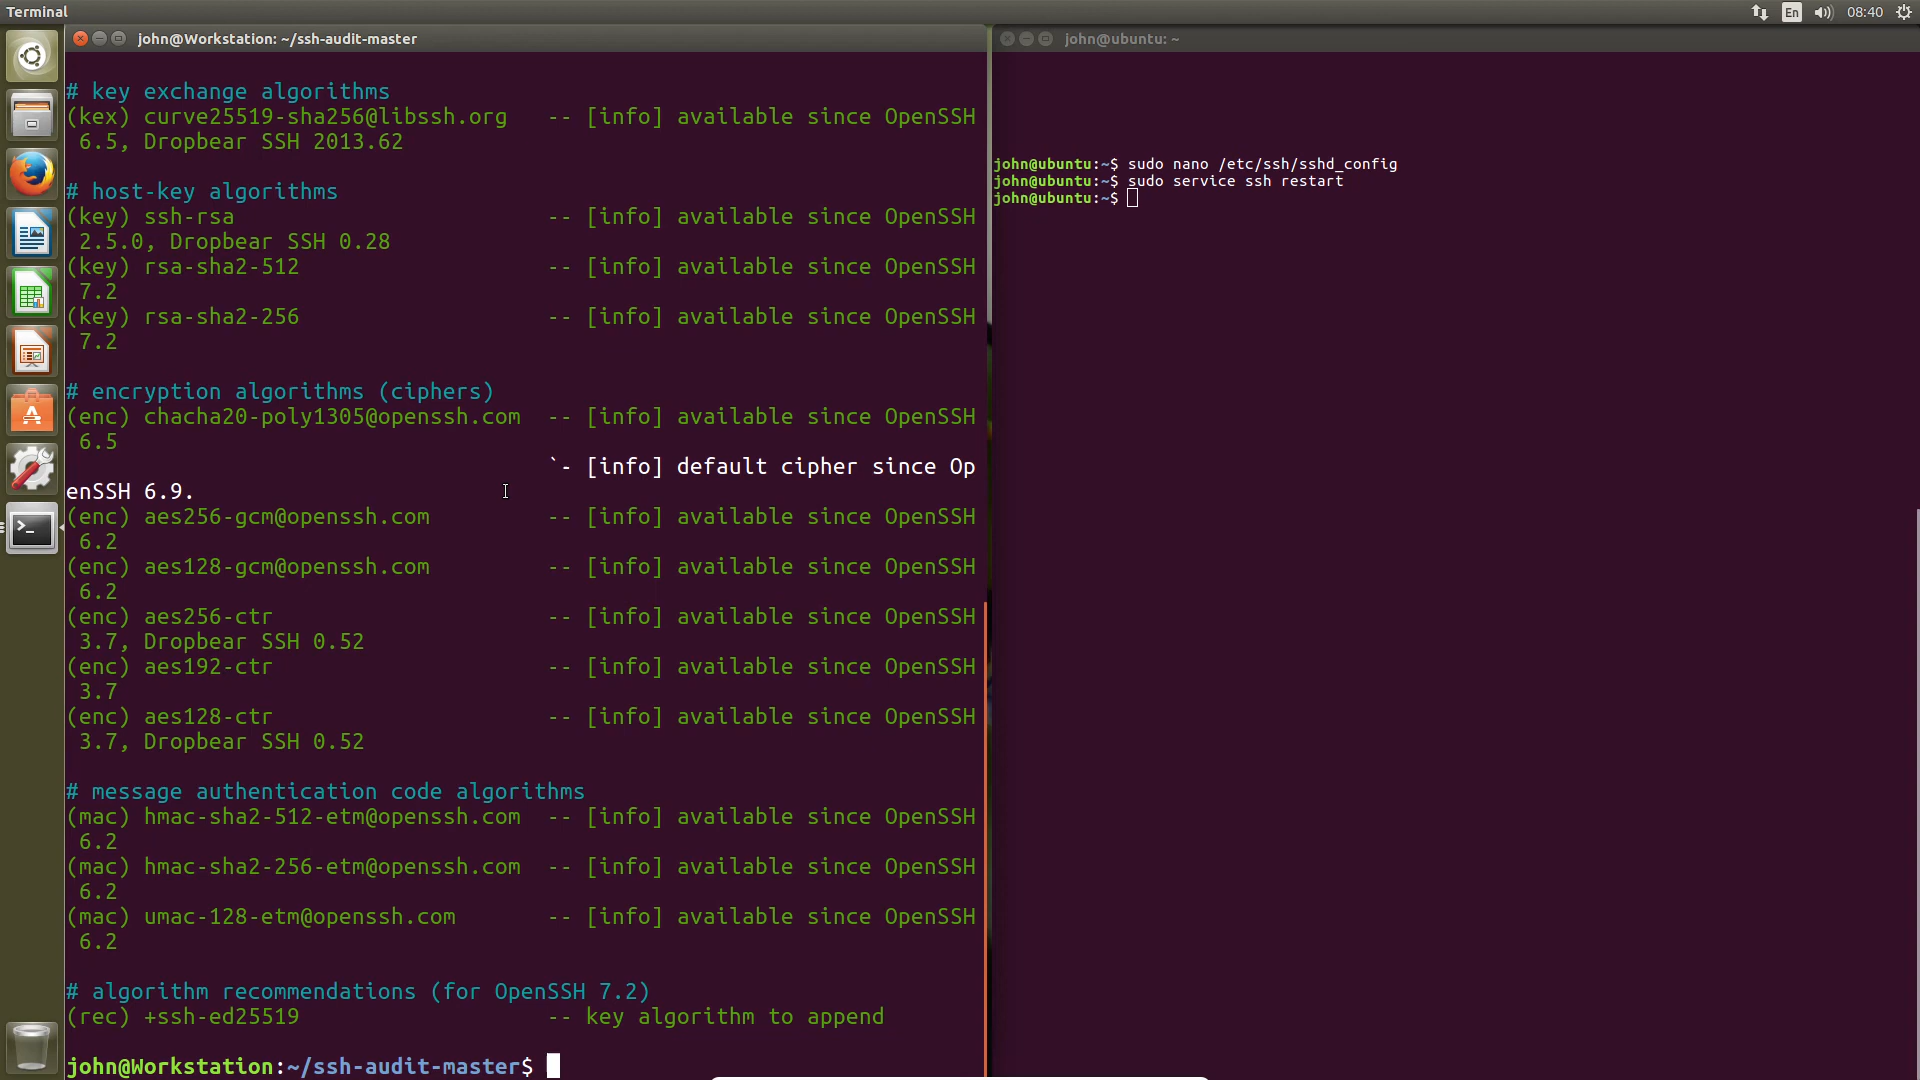 Terminal
En
08:40
john@Workstation: ~/ssh-audit-master
# key exchange algorithms
(kex) curve25519-sha256@libssh.org   -- [info] available since OpenSSH
 6.5, Dropbear SSH 2013.62
# host-key algorithms
(key) ssh-rsa                        -- [info] available since OpenSSH
 2.5.0, Dropbear SSH 0.28
(key) rsa-sha2-512                   -- [info] available since OpenSSH
 7.2
(key) rsa-sha2-256                   -- [info] available since OpenSSH
 7.2
# encryption algorithms (ciphers)
(enc) chacha20-poly1305@openssh.com  -- [info] available since OpenSSH
 6.5
                                     `- [info] default cipher since Op
enSSH 6.9.
(enc) aes256-gcm@openssh.com         -- [info] available since OpenSSH
 6.2
(enc) aes128-gcm@openssh.com         -- [info] available since OpenSSH
 6.2
(enc) aes256-ctr                     -- [info] available since OpenSSH
 3.7, Dropbear SSH 0.52
(enc) aes192-ctr                     -- [info] available since OpenSSH
 3.7
(enc) aes128-ctr                     -- [info] available since OpenSSH
 3.7, Dropbear SSH 0.52
# message authentication code algorithms
(mac) hmac-sha2-512-etm@openssh.com  -- [info] available since OpenSSH
 6.2
(mac) hmac-sha2-256-etm@openssh.com  -- [info] available since OpenSSH
 6.2
(mac) umac-128-etm@openssh.com       -- [info] available since OpenSSH
 6.2
# algorithm recommendations (for OpenSSH 7.2)
(rec) +ssh-ed25519                   -- key algorithm to append
john@Workstation:~/ssh-audit-master$
john@ubuntu: ~
john@ubuntu:~$ sudo nano /etc/ssh/sshd_config
john@ubuntu:~$ sudo service ssh restart
john@ubuntu:~$